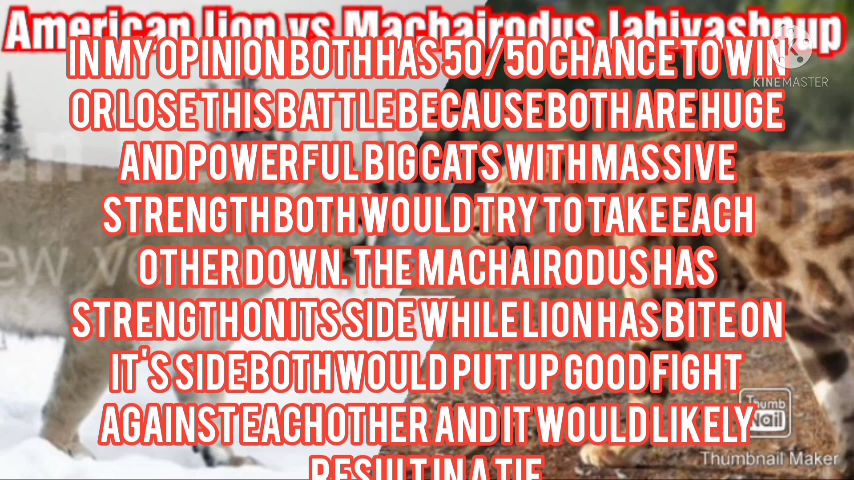 American lion vs Machairodus lahiyashpup
IN MY OPINION BOTH HAS 50/50 CHANCE TO WIN
KINEMASTER
OR LOSE THIS BATTLE BECAUSE BOTH ARE HUGE
AND POWERFUL BIG CATS WITH MASSIVE
STRENGTH BOTH WOULD TRY TO TAKE EACH
OTHER DOWN. THE MACHAIRODUS HAS
STRENGTH ON ITS SIDE WHILE LION HAS BITE ON
IT'S SIDE BOTH WOULD PUT UP GOOD FIGHT
AGAINST EACHOTHER AND IT WOULD LIKELY
RESULT IN A TIE
Thumb
Nail
Thumbnail Maker